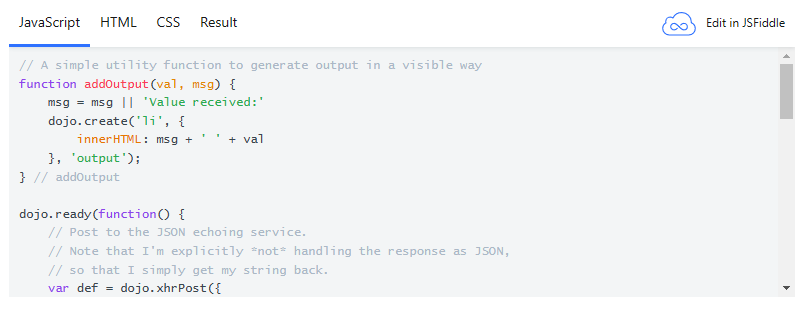 JavaScript HTML CSS Result Edit in JSFiddle
// A simple utility function to generate output in a visible way
function addOutput(val, msg) {
    msg = msg || 'Value received:'
    dojo.create('li', {
        innerHTML: msg + ' ' + val
    }, 'output');
} // addOutput

dojo.ready(function() {
    // Post to the JSON echoing service.
    // Note that I'm explicitly *not* handling the response as JSON,
    // so that I simply get my string back.
    var def = dojo.xhrPost({